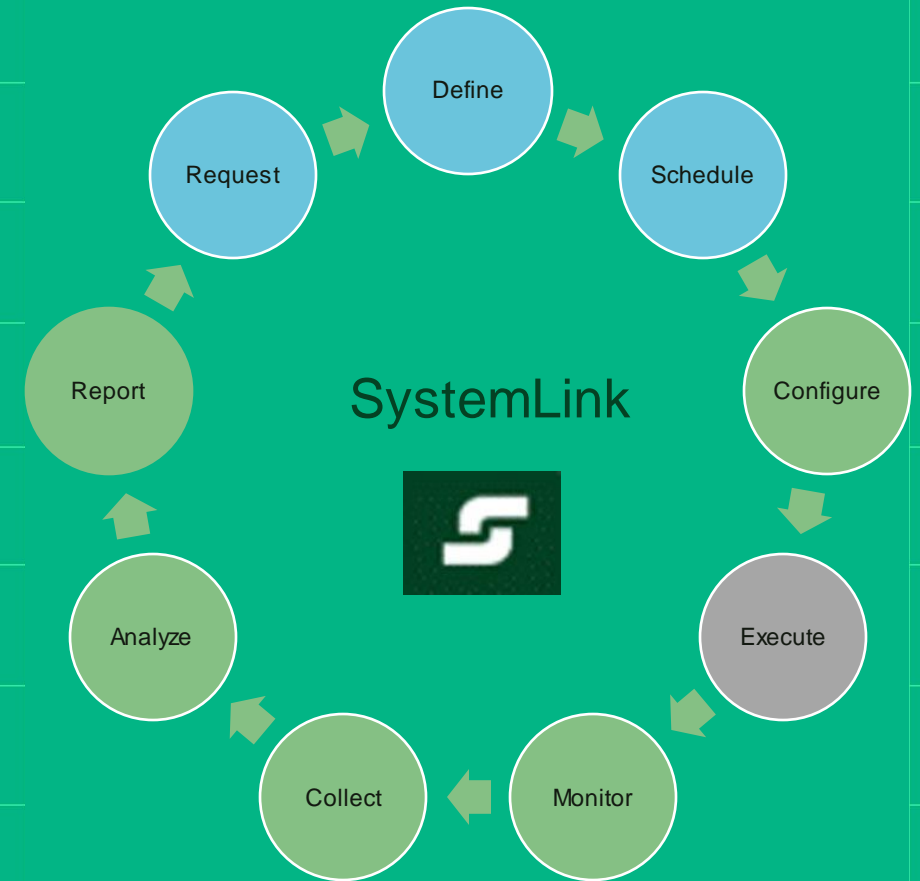 Define
Request
Schedule
Report
SystemLink
Configure
Analyze
Execute
Collect
Monitor